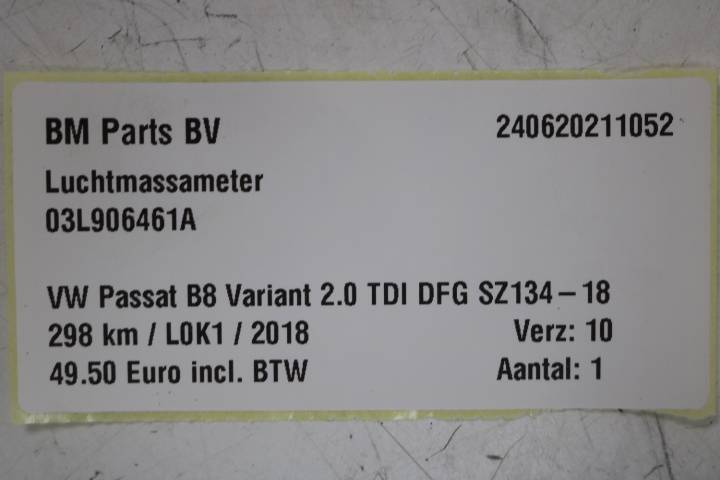 BM Parts BV 240620211052
Luchtmassameter
03L906461A
VW Passat B8 Variant 2.0 TDI DFG SZ134-18
298 km / L0K1 / 2018 Verz: 10
49.50 Euro incl. BTW Aantal: 1